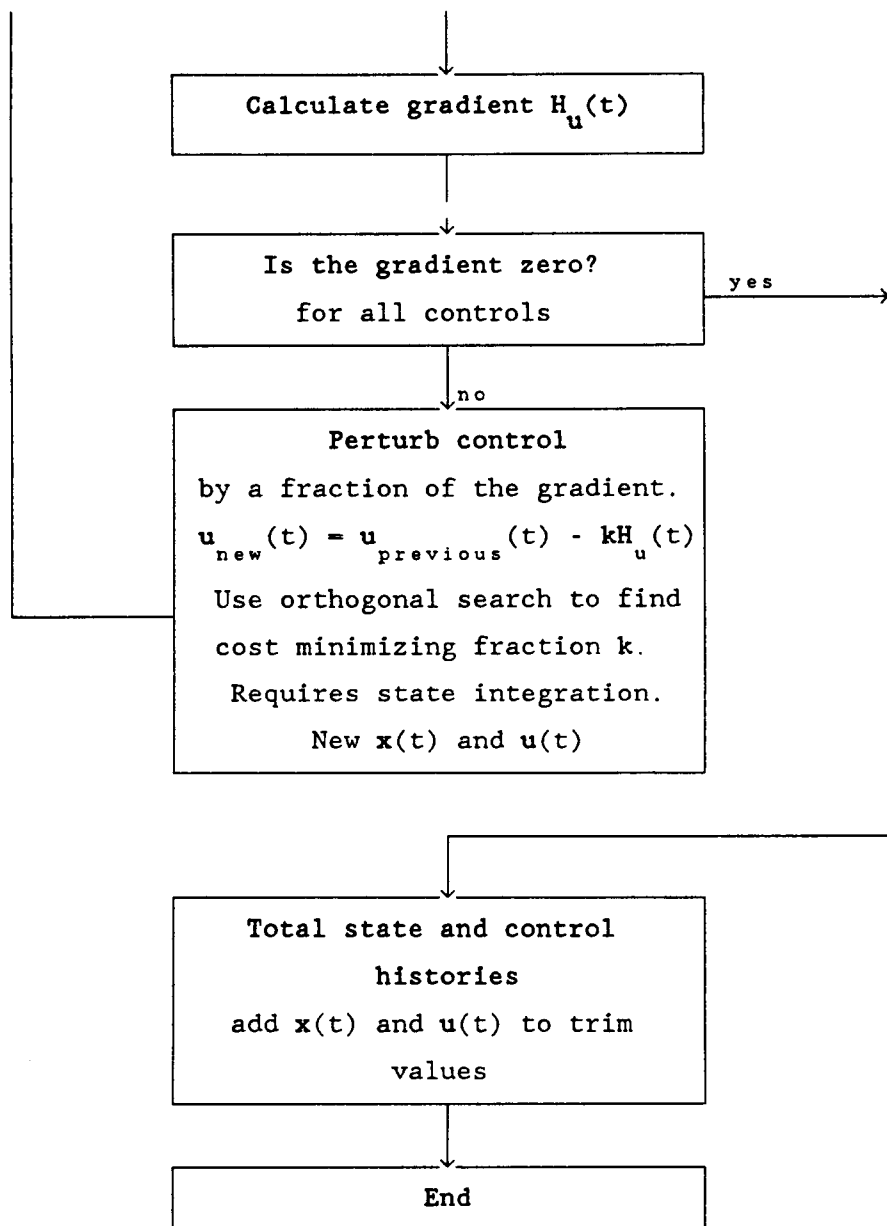 Calculate gradient H_u(t)
Is the gradient zero?
for all controls
yes
no
Perturb control
by a fraction of the gradient.
u_new(t) = u_previous(t) - kH_u(t)
Use orthogonal search to find
cost minimizing fraction k.
Requires state integration.
New x(t) and u(t)
Total state and control
histories
add x(t) and u(t) to trim
values
End